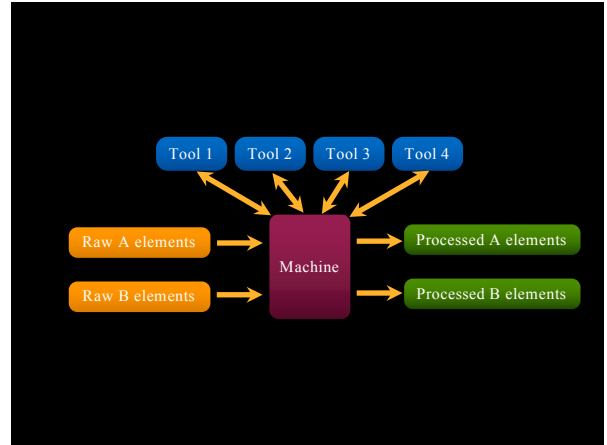 Tool 1
Tool 2
Tool 3
Tool 4
Raw A elements
Processed A elements
Machine
Raw B elements
Processed B elements